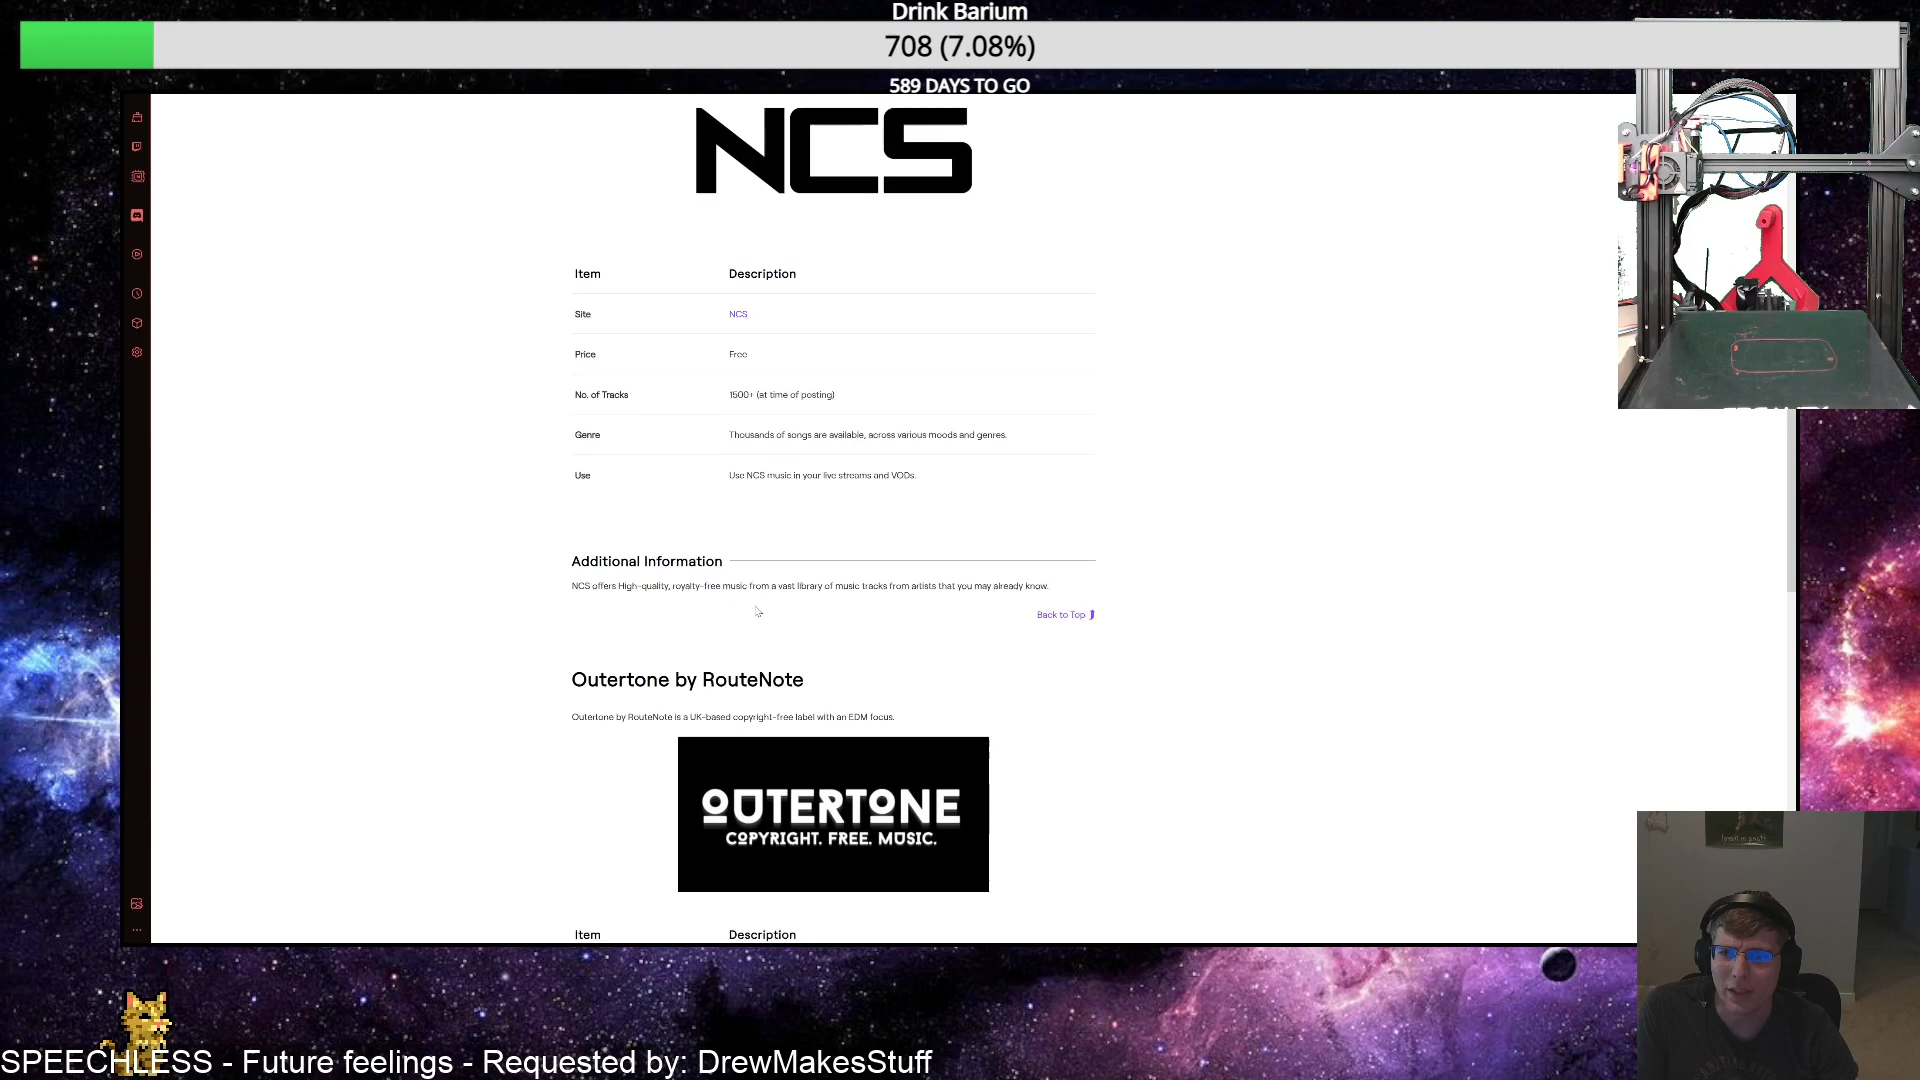 Drink Barium
708 (7.08%)
589 DAYS TO GO
NCS
Item Description
Site NCS
Price Free
No. of Tracks 1500+ (at time of posting)
Genre Thousands of songs are available, across various moods and genres.
Use Use NCS music in your live streams and VODs.
Additional Information
NCS offers High-quality, royalty-free music from a vast library of music tracks from artists that you may already know.
Back to Top
Outertone by RouteNote
Outertone by RouteNote is a UK-based copyright-free label with an EDM focus.
OUTERTONE
COPYRIGHT. FREE. MUSIC.
Item Description
SPEECHLESS - Future feelings - Requested by: DrewMakesStuff